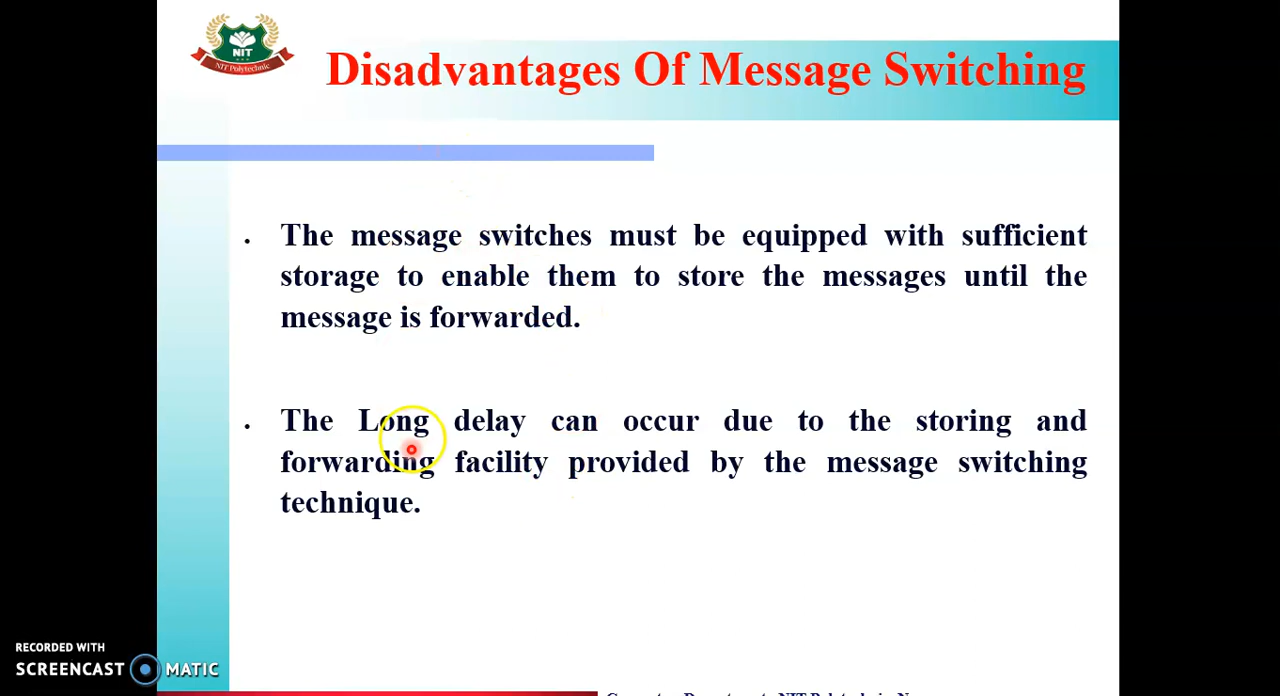 NIT
NIT Polytechnic
Disadvantages Of Message Switching
• The message switches must be equipped with sufficient
storage to enable them to store the messages until the
message is forwarded.
• The Long delay can occur due to the storing and
forwarding facility provided by the message switching
technique.
RECORDED WITH
SCREENCAST MATIC